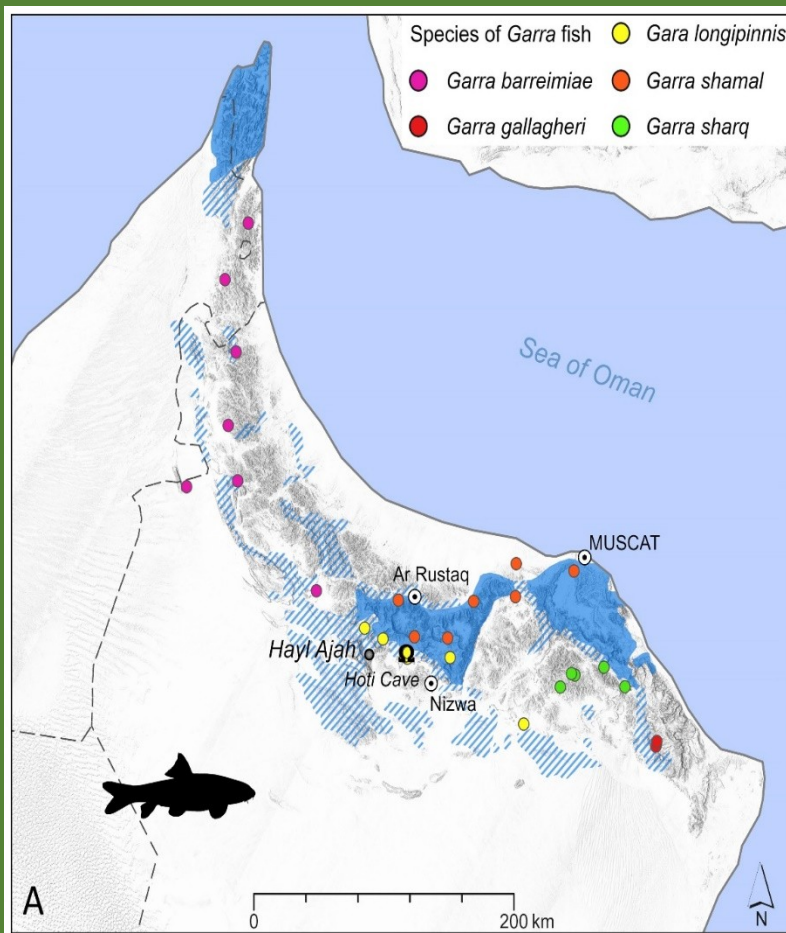 Species of Garra fish
Gara longipinnis
Garra barreimiae
Garra shamal
Garra gallagheri
Garra sharq
Sea of Oman
MUSCAT
Ar Rustaq
Hayl Ajah
Hoti Cave
Nizwa
A
0
200 km
N